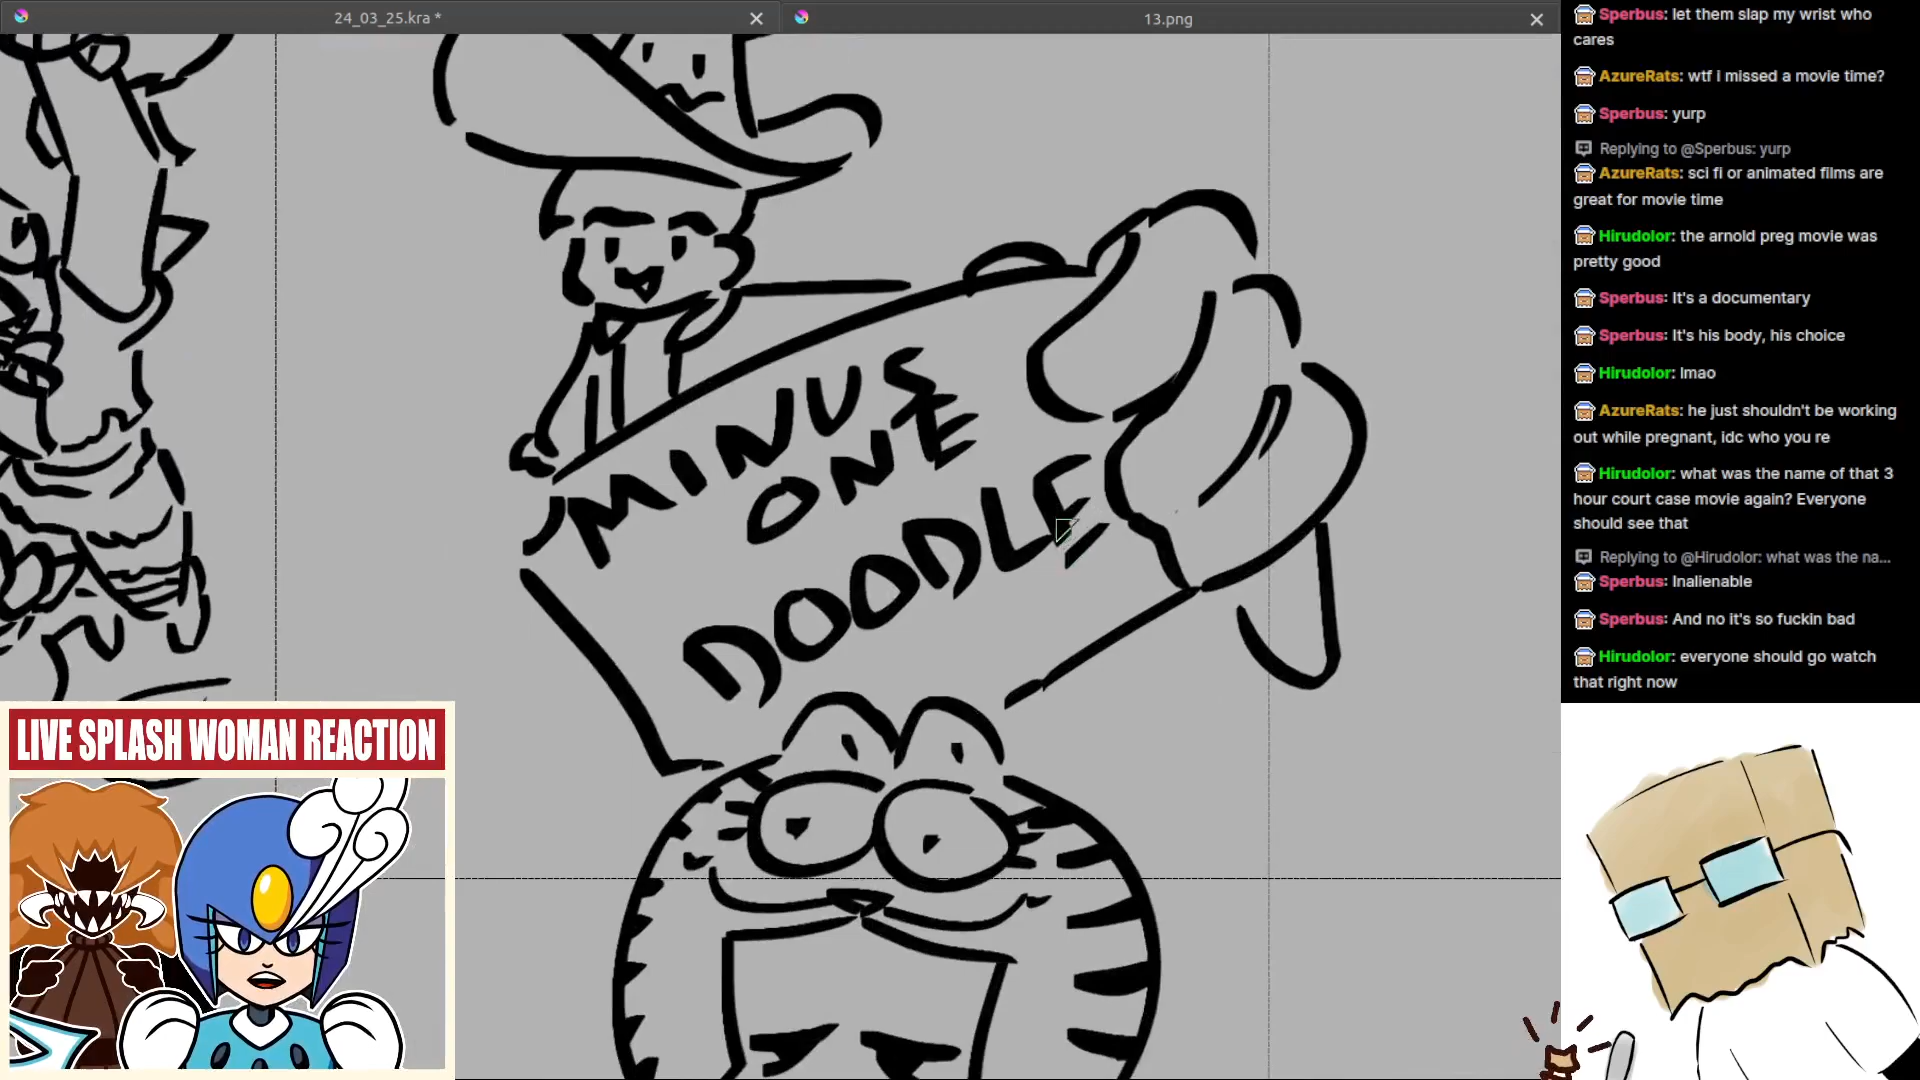 24_03_25.kra *
13.png
MINUS
ONE
DOODLE
LIVE SPLASH WOMAN REACTION
Sperbus: let them slap my wrist who
cares
AzureRats: wtf i missed a movie time?
Sperbus: yurp
Replying to @Sperbus: yurp
AzureRats: sci fi or animated films are
great for movie time
Hirudolor: the arnold preg movie was
pretty good
Sperbus: It's a documentary
Sperbus: It's his body, his choice
Hirudolor: lmao
AzureRats: he just shouldn't be working
out while pregnant, idc who you re
Hirudolor: what was the name of that 3
hour court case movie again? Everyone
should see that
Replying to @Hirudolor: what was the na...
Sperbus: Inalienable
Sperbus: And no it's so fuckin bad
Hirudolor: everyone should go watch
that right now